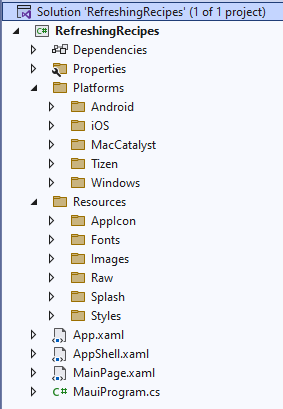 Solution 'RefreshingRecipes' (1 of 1 project)
C# RefreshingRecipes
Dependencies
Properties
Platforms
Android
iOS
MacCatalyst
Tizen
Windows
Resources
AppIcon
Fonts
Images
Raw
Splash
Styles
App.xaml
AppShell.xaml
MainPage.xaml
C# MauiProgram.cs